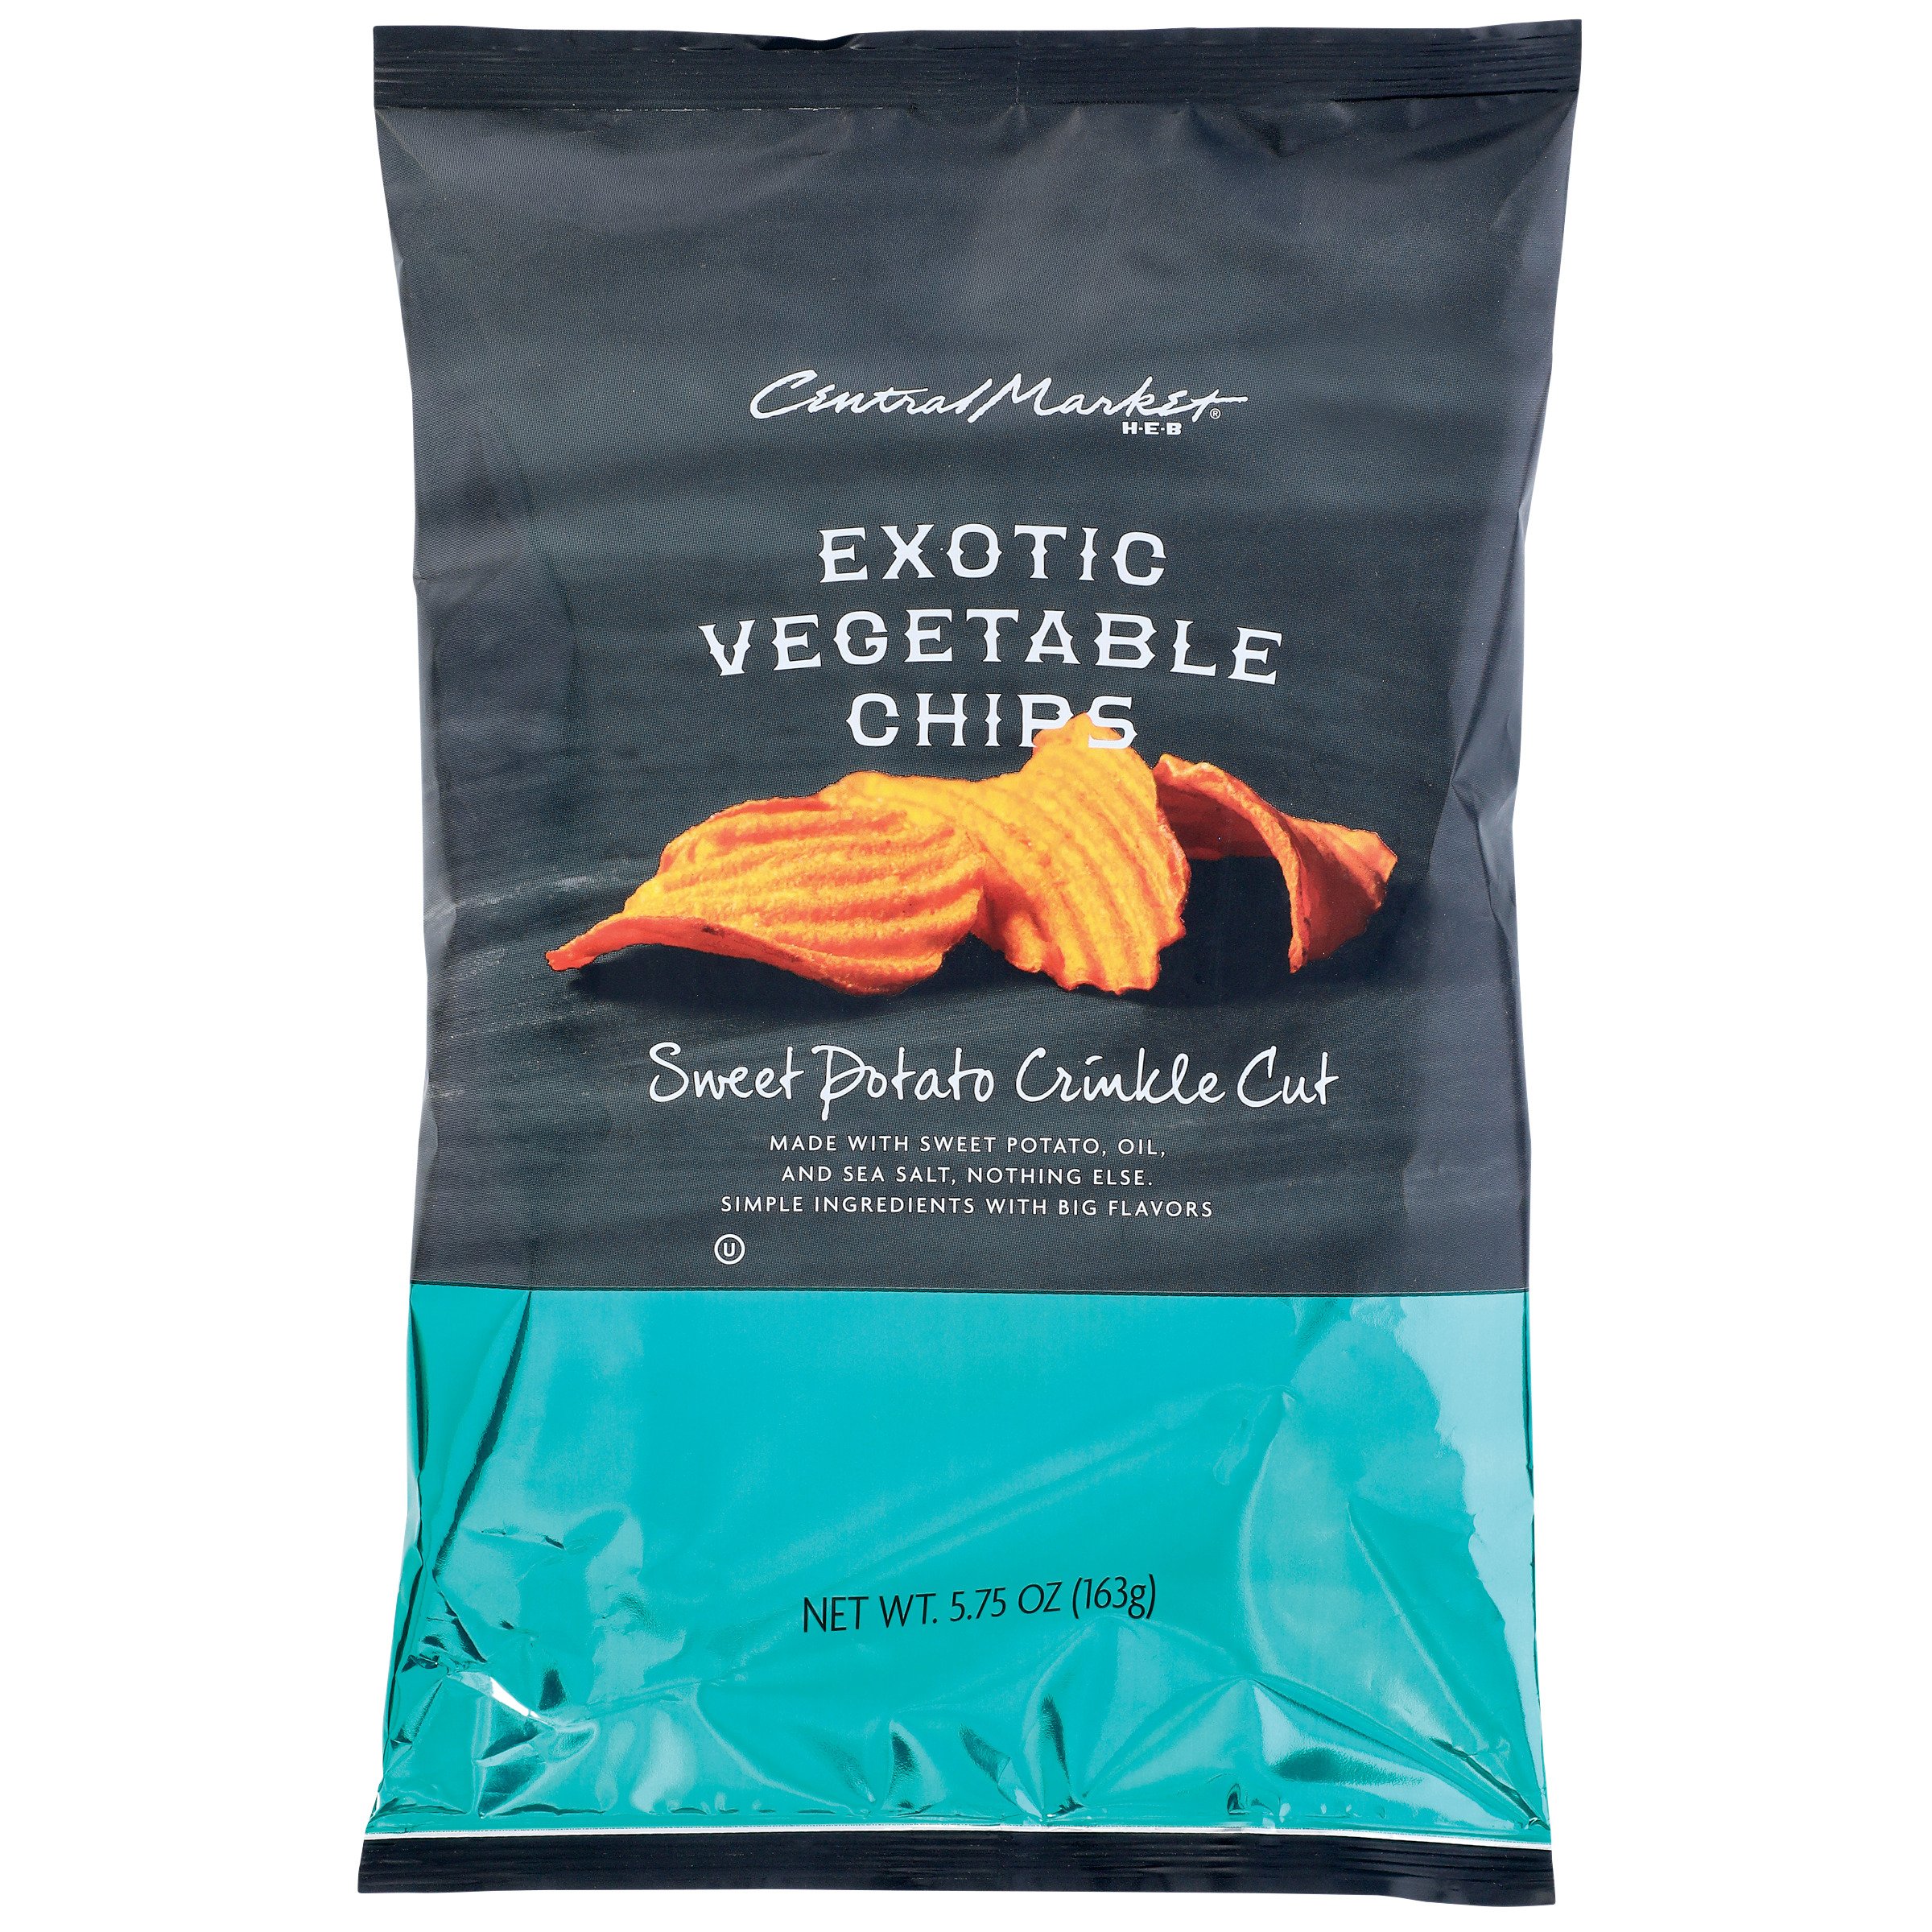 Central Market®
H-E-B
EXOTIC
VEGETABLE
CHIPS
Sweet Potato Crinkle Cut
MADE WITH SWEET POTATO, OIL,
AND SEA SALT, NOTHING ELSE.
SIMPLE INGREDIENTS WITH BIG FLAVORS
U
NET WT. 5.75 OZ (163g)